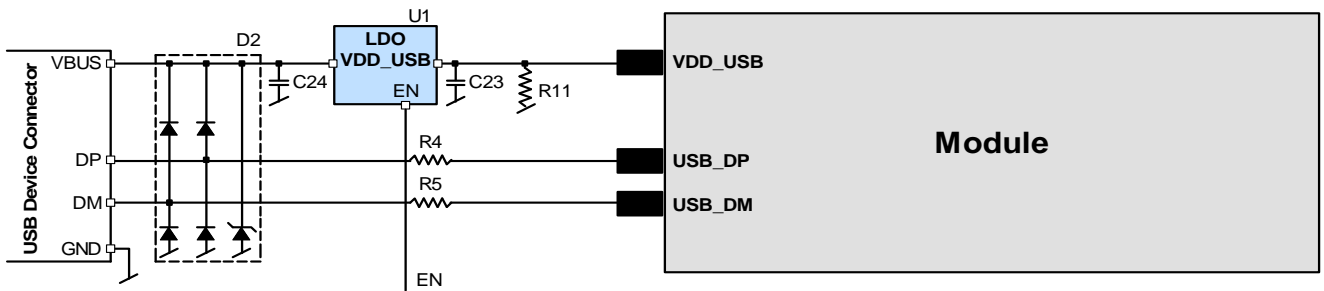 U1
D2
LDO
VBUS
VDD_USB
VDD_USB
C24
C23
R11
EN
R4
Module
DP
USB_DP
R5
DM
USB_DM
USB Device Connector
GND
EN